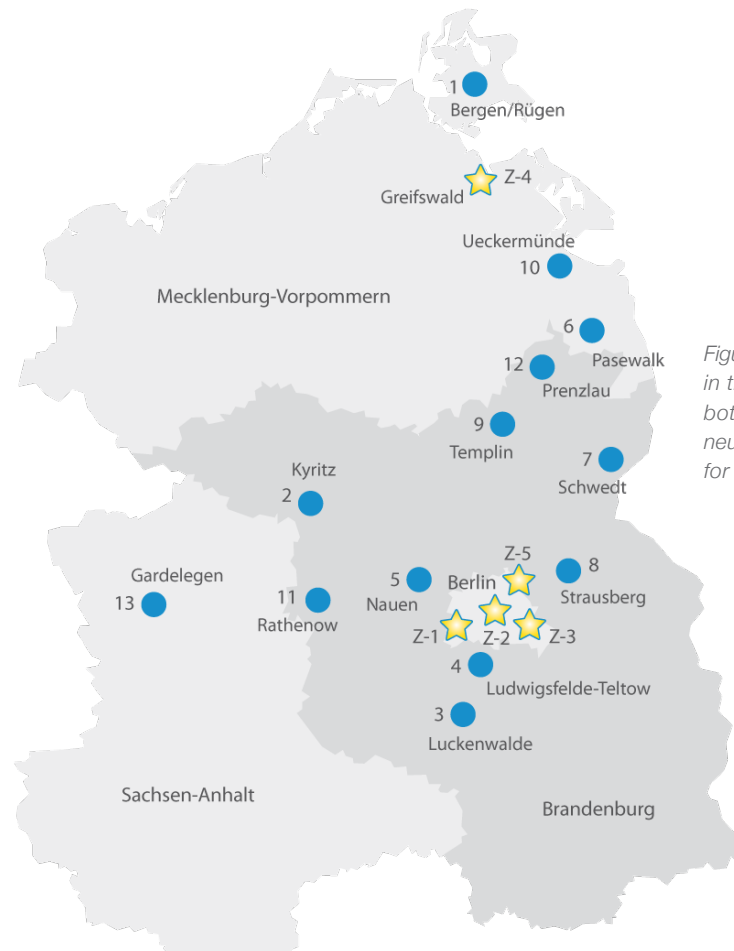 1
Bergen/Rügen
Z-4
Greifswald
Ueckermünde
10
Mecklenburg-Vorpommern
6
Pasewalk
12
Prenzlau
9
Templin
7
Schwedt
Kyritz
2
Z-5
Gardelegen
13
11
Rathenow
5
Nauen
Berlin
8
Strausberg
Z-1
Z-2
Z-3
4
Ludwigsfelde-Teltow
3
Luckenwalde
Sachsen-Anhalt
Brandenburg
in
for